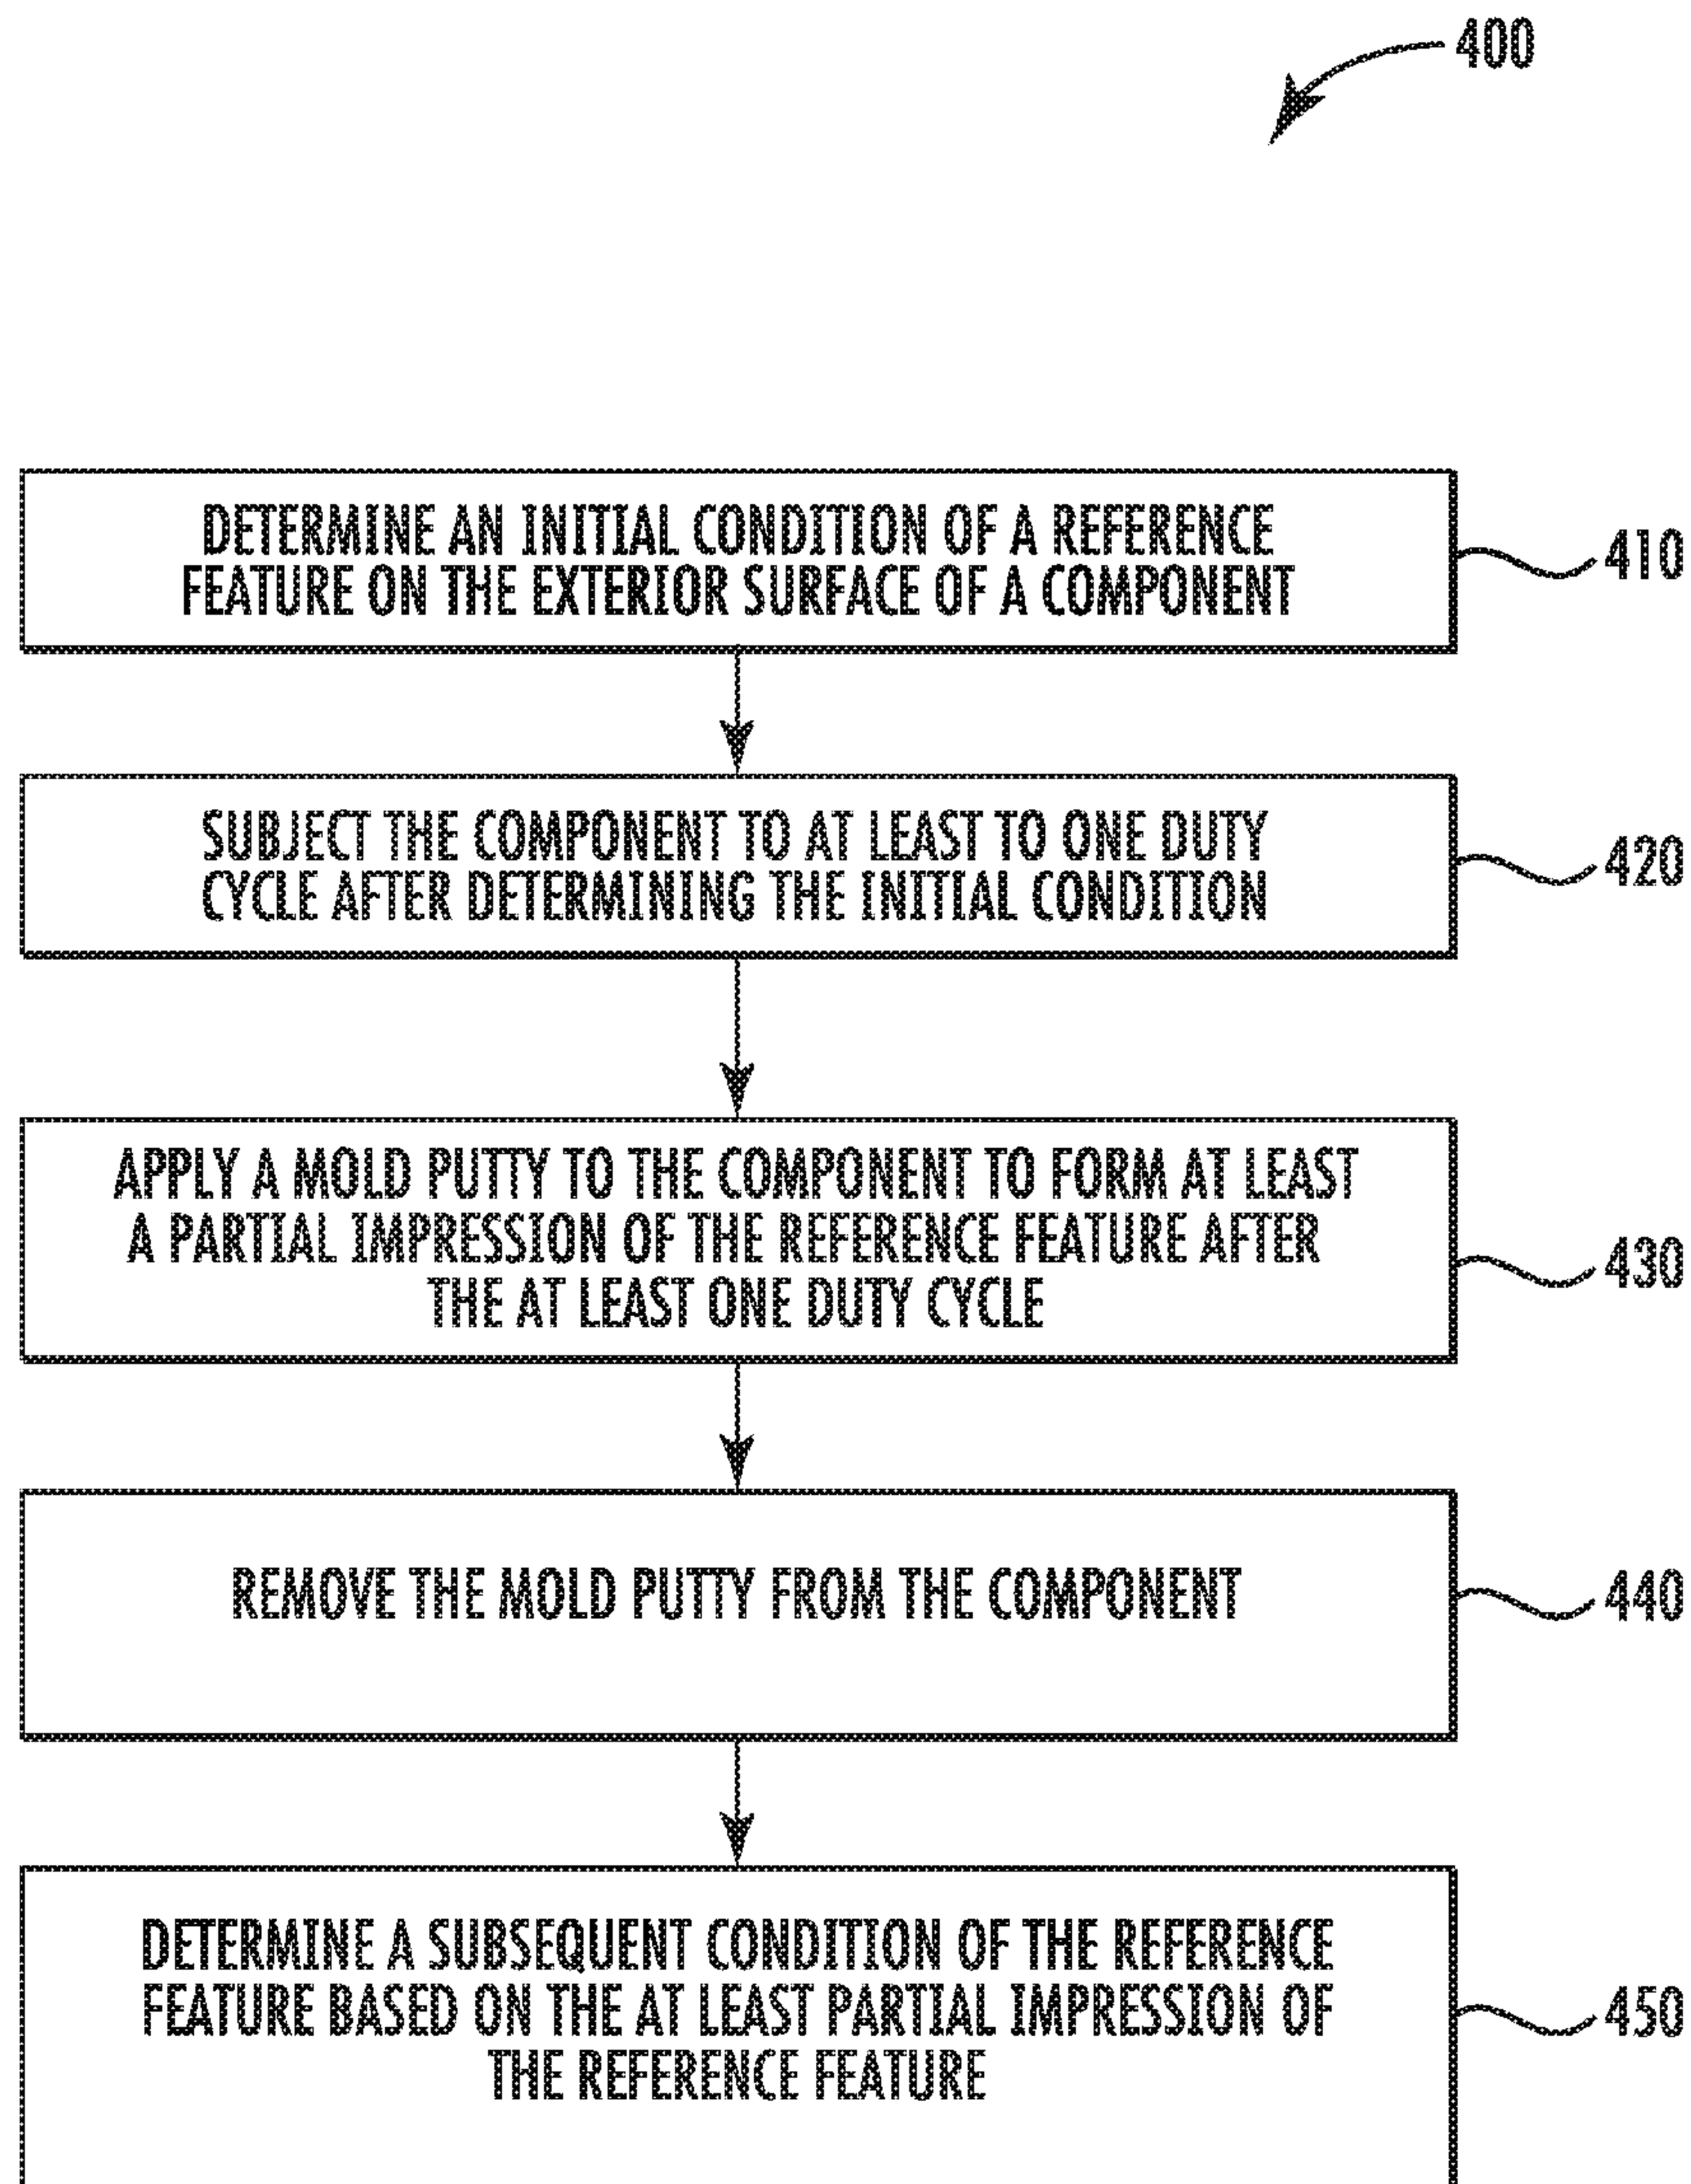 400
DETERMINE AN INITIAL CONDITION OF A REFERENCE
FEATURE ON THE EXTERIOR SURFACE OF A COMPONENT
410
SUBJECT THE COMPONENT TO AT LEAST TO ONE DUTY
CYCLE AFTER DETERMINING THE INITIAL CONDITION
420
APPLY A MOLD PUTTY TO THE COMPONENT TO FORM AT LEAST
A PARTIAL IMPRESSION OF THE REFERENCE FEATURE AFTER
THE AT LEAST ONE DUTY CYCLE
430
REMOVE THE MOLD PUTTY FROM THE COMPONENT
440
DETERMINE A SUBSEQUENT CONDITION OF THE REFERENCE
FEATURE BASED ON THE AT LEAST PARTIAL IMPRESSION OF
THE REFERENCE FEATURE
450